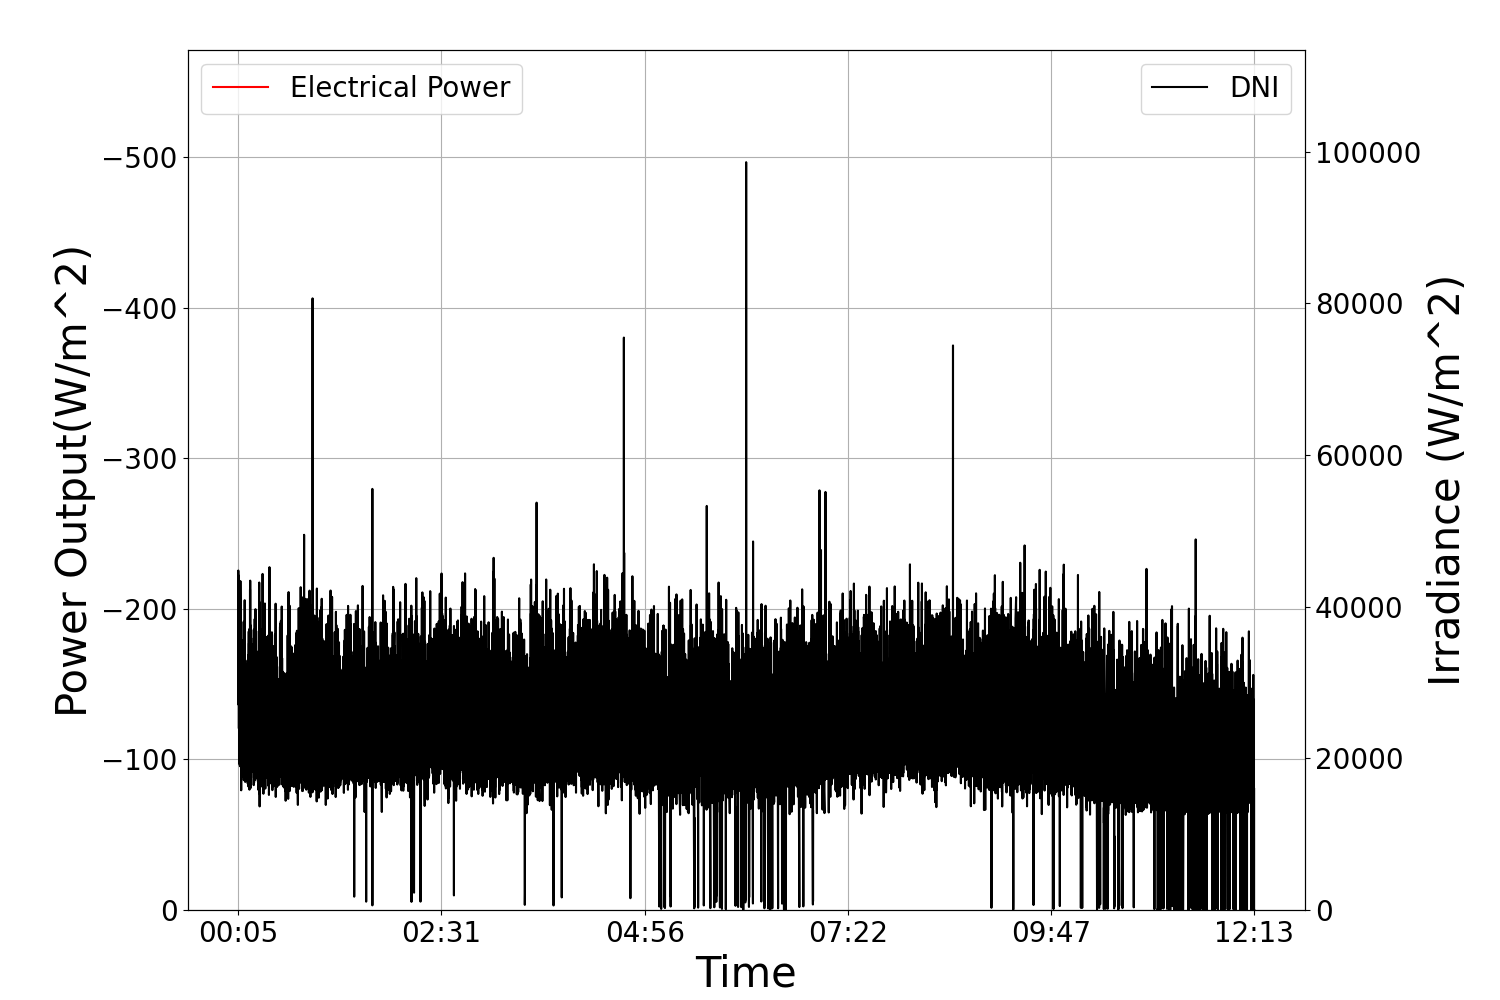 Electrical Power
DNI
Power Output(W/m^2)
−500
−400
−300
−200
−100
0
100000
80000
60000
40000
20000
0
Irradiance (W/m^2)
00:05 02:31 04:56 07:22 09:47 12:13
Time